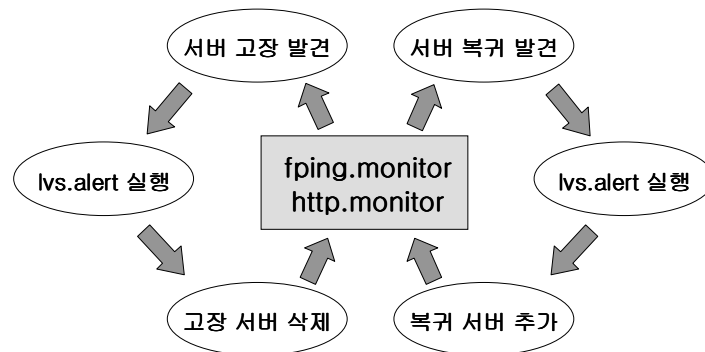 서버 고장 발견
서버 복귀 발견
lvs.alert 실행
fping.monitor
http.monitor
lvs.alert 실행
고장 서버 삭제
복귀 서버 추가